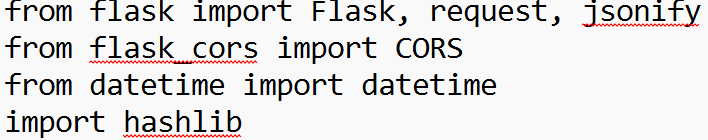 from flask import Flask, request, jsonify
from flask_cors import CORS
from datetime import datetime
import hashlib